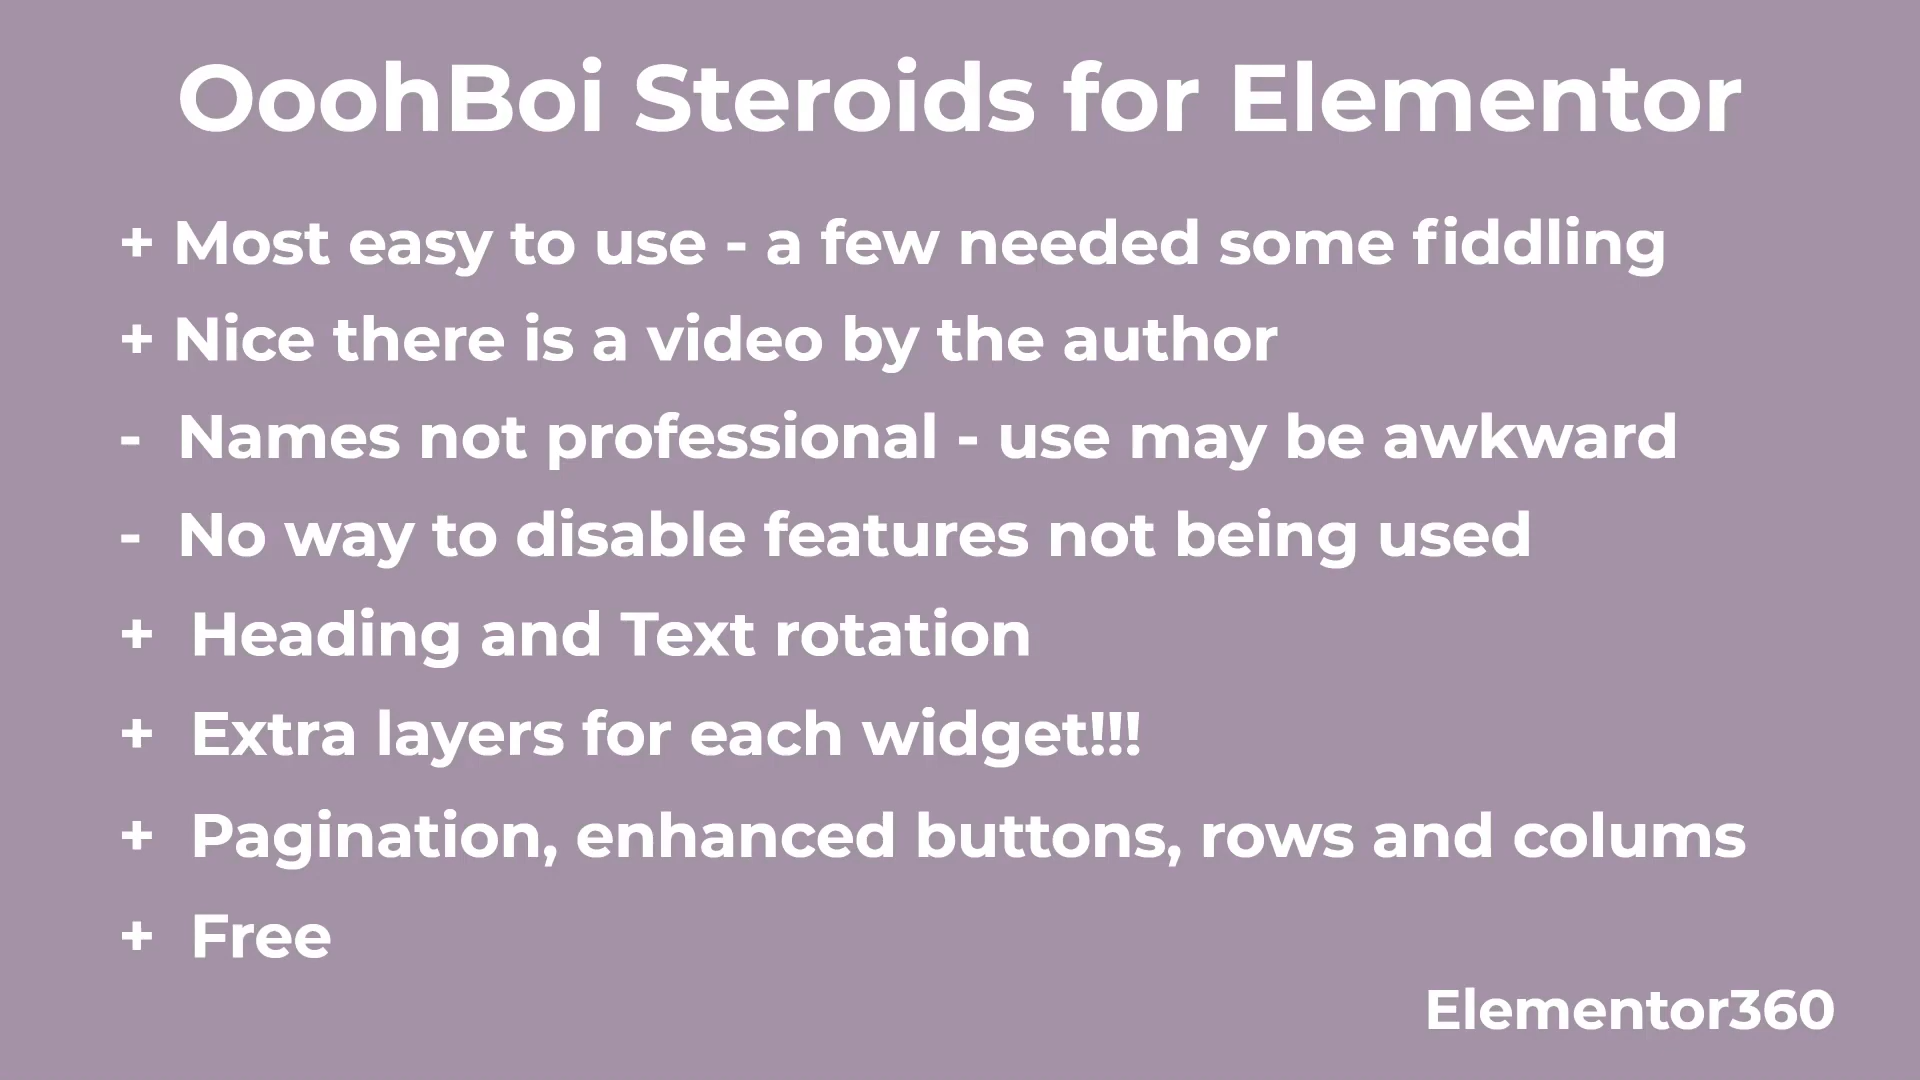 OoohBoi Steroids for Elementor
+ Most easy to use - a few needed some fiddling
+ Nice there is a video by the author
- Names not professional - use may be awkward
- No way to disable features not being used
+ Heading and Text rotation
+ Extra layers for each widget!!!
+ Pagination, enhanced buttons, rows and colums
+ Free
Elementor360